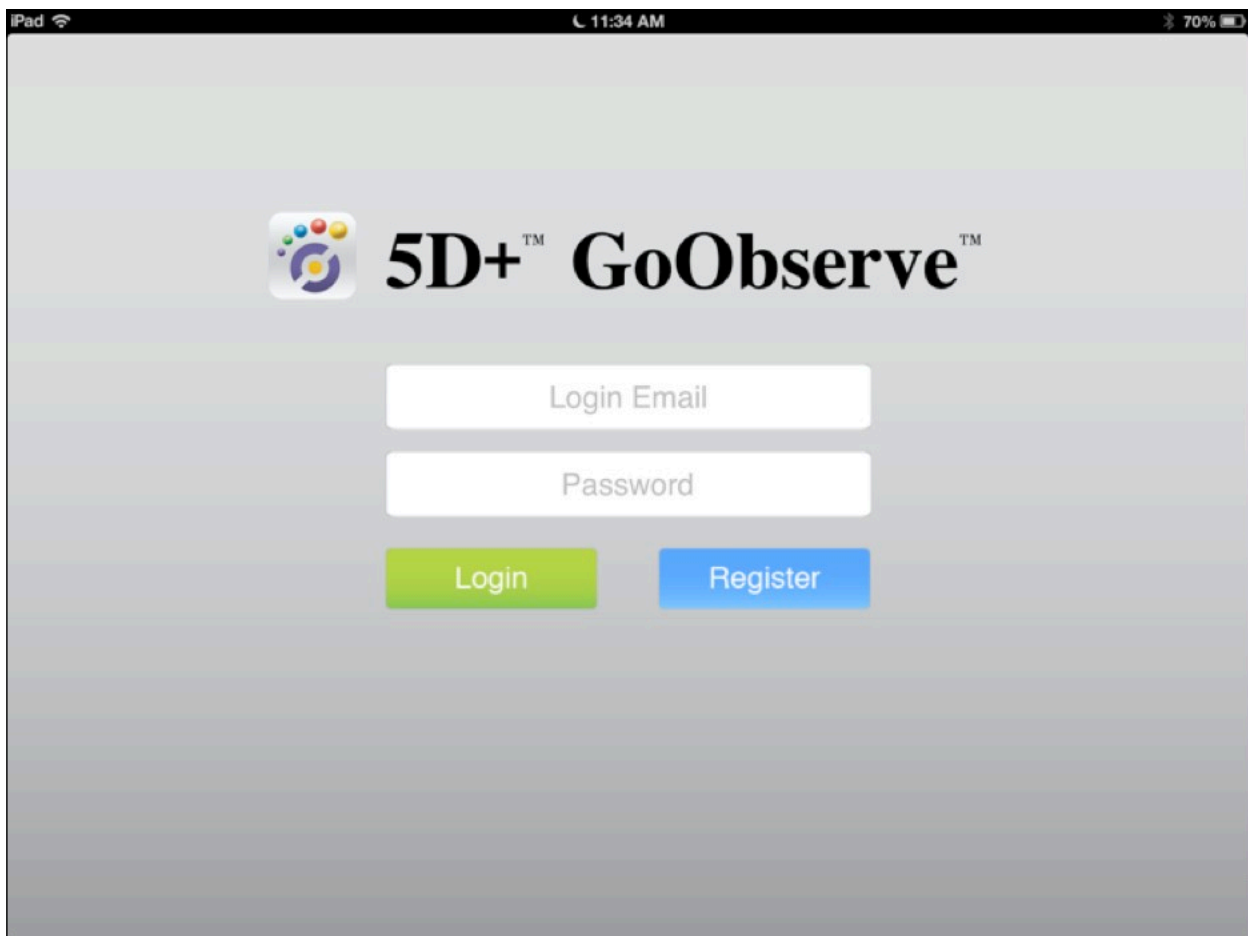 iPad 11:34 AM 70%
5D+™ GoObserve™
Login Email
Password
Login Register